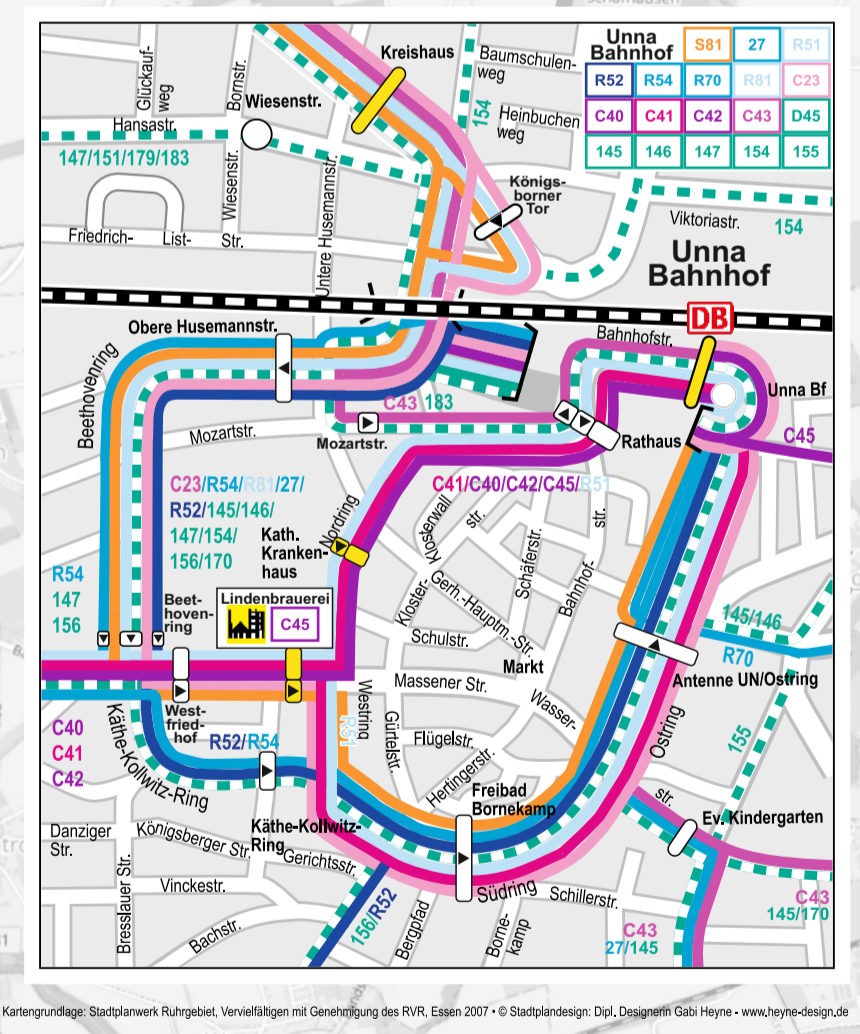 Kreishaus
Baumschulen-
weg
Unna
Bahnhof
S81
27
R51
R52
R54
R70
R81
C23
C40
C41
C42
C43
D45
145
146
147
154
155
Glückauf-
weg
Bornstr.
Wiesenstr.
Hansastr.
147/151/179/183
154
Heinbuchen
weg
Wiesenstr.
Untere Husemannstr.
Königs-
borner
Tor
Friedrich-
List-
Str.
Viktoriastr.
154
Unna
Bahnhof
DB
Obere Husemannstr.
Bahnhofstr.
Beethovenring
Unna Bf
C43 183
Mozartstr.
Mozartstr.
Rathaus
C45
C23/R54/R81/27/
R52/145/146/
147/154/
156/170
C41/C40/C42/C45/R51
Nordring
Kath.
Kranken-
haus
Klosterwall
str.
str.
Schäferstr.
Bahnhof-
Kloster-
Gerh.-Hauptm.-Str.
R54
147
156
Beet-
hoven-
ring
Lindenbrauerei
C45
Schulstr.
145/146
R70
Markt
Massener Str.
Antenne UN/Ostring
Wasser-
West-
fried-
hof
Westring
R51
Gürtelstr.
Flügelstr.
Hertingerstr.
Ostring
155
C40
C41
C42
Käthe-Kollwitz-Ring
R52/R54
Freibad
Bornekamp
str.
Ev. Kindergarten
Danziger
Str.
Königsberger Str.
Käthe-Kollwitz-
Ring
Gerichtsstr.
Breslauer Str.
Vinckestr.
Bachstr.
156/R52
Bergpfad
Südring
Borne-
kamp
Schillerstr.
C43
27/145
C43
145/170
Kartengrundlage: Stadtplanwerk Ruhrgebiet, Vervielfältigen mit Genehmigung des RVR, Essen 2007 • © Stadtplandesign: Dipl. Designerin Gabi Heyne - www.heyne-design.de